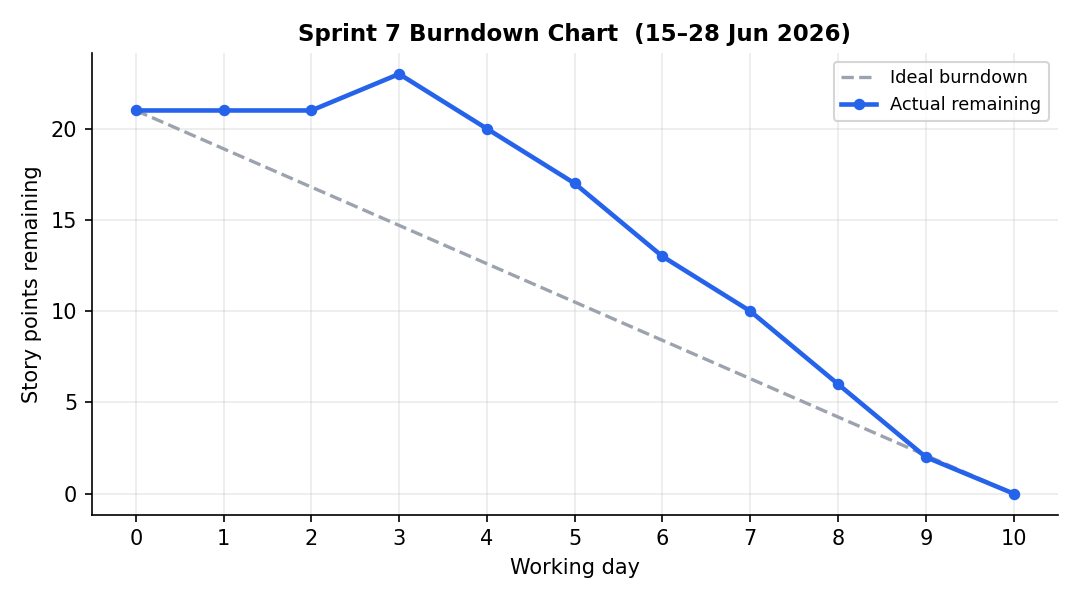 Sprint 7 Burndown Chart  (15–28 Jun 2026)
Ideal burndown
Actual remaining
Story points remaining
20
15
10
5
0
0 1 2 3 4 5 6 7 8 9 10
Working day